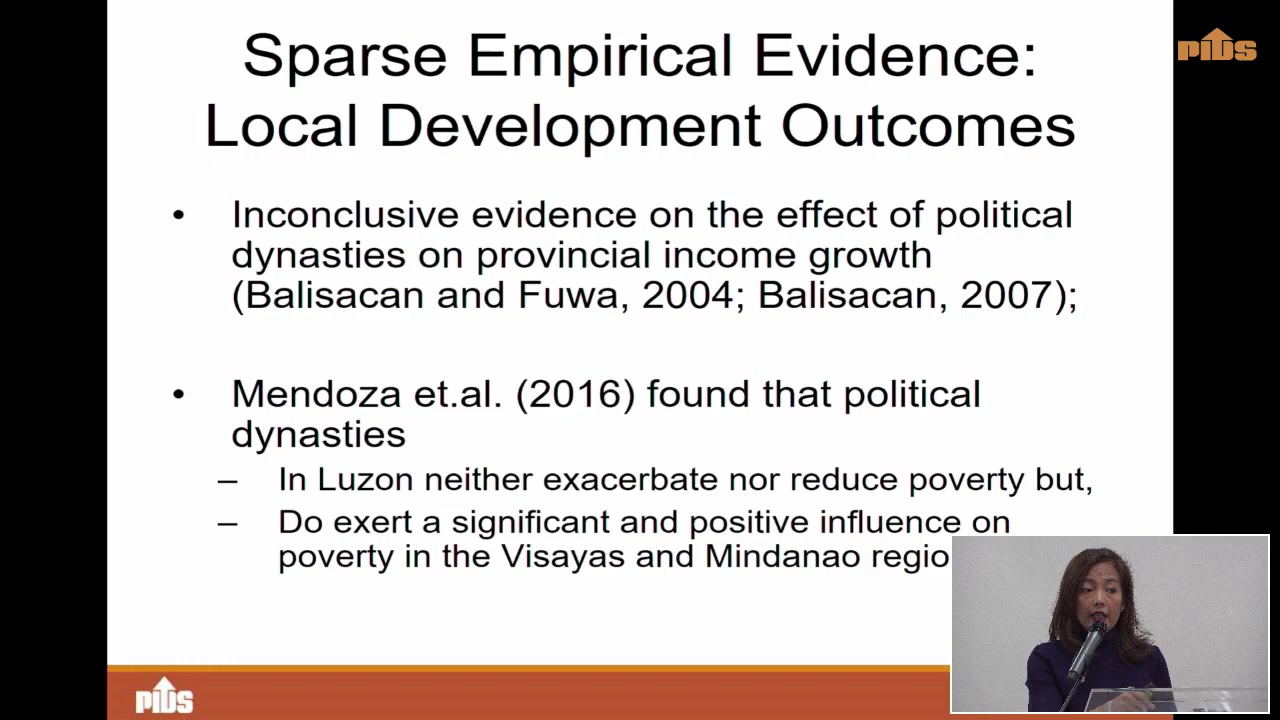 Sparse Empirical Evidence:
Local Development Outcomes
PIDS
• Inconclusive evidence on the effect of political
dynasties on provincial income growth
(Balisacan and Fuwa, 2004; Balisacan, 2007);
• Mendoza et.al. (2016) found that political
dynasties
– In Luzon neither exacerbate nor reduce poverty but,
– Do exert a significant and positive influence on
poverty in the Visayas and Mindanao regio
PIDS